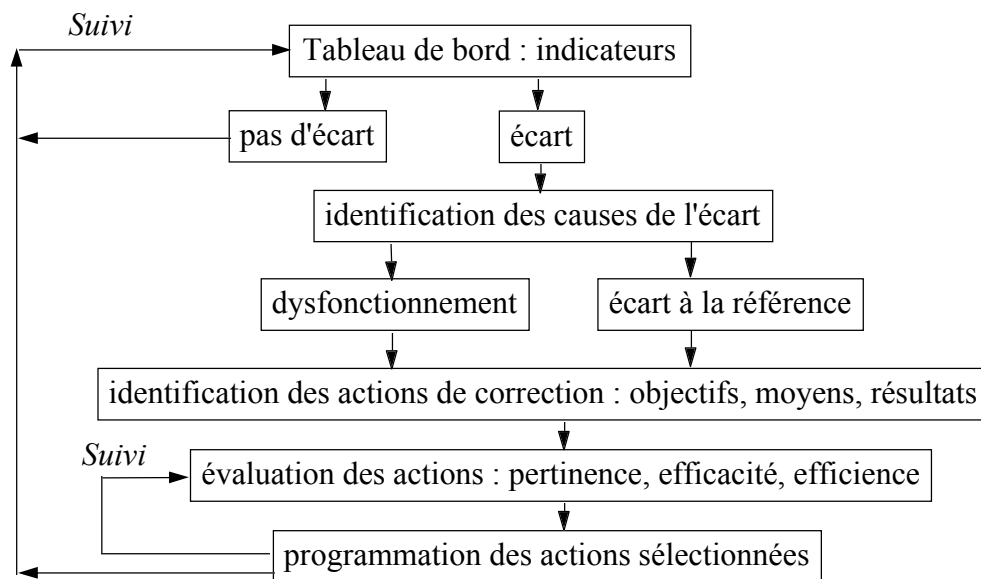 Suivi
Tableau de bord : indicateurs
pas d'écart
écart
identification des causes de l'écart
dysfonctionnement
écart à la référence
identification des actions de correction : objectifs, moyens, résultats
Suivi
évaluation des actions : pertinence, efficacité, efficience
programmation des actions sélectionnées